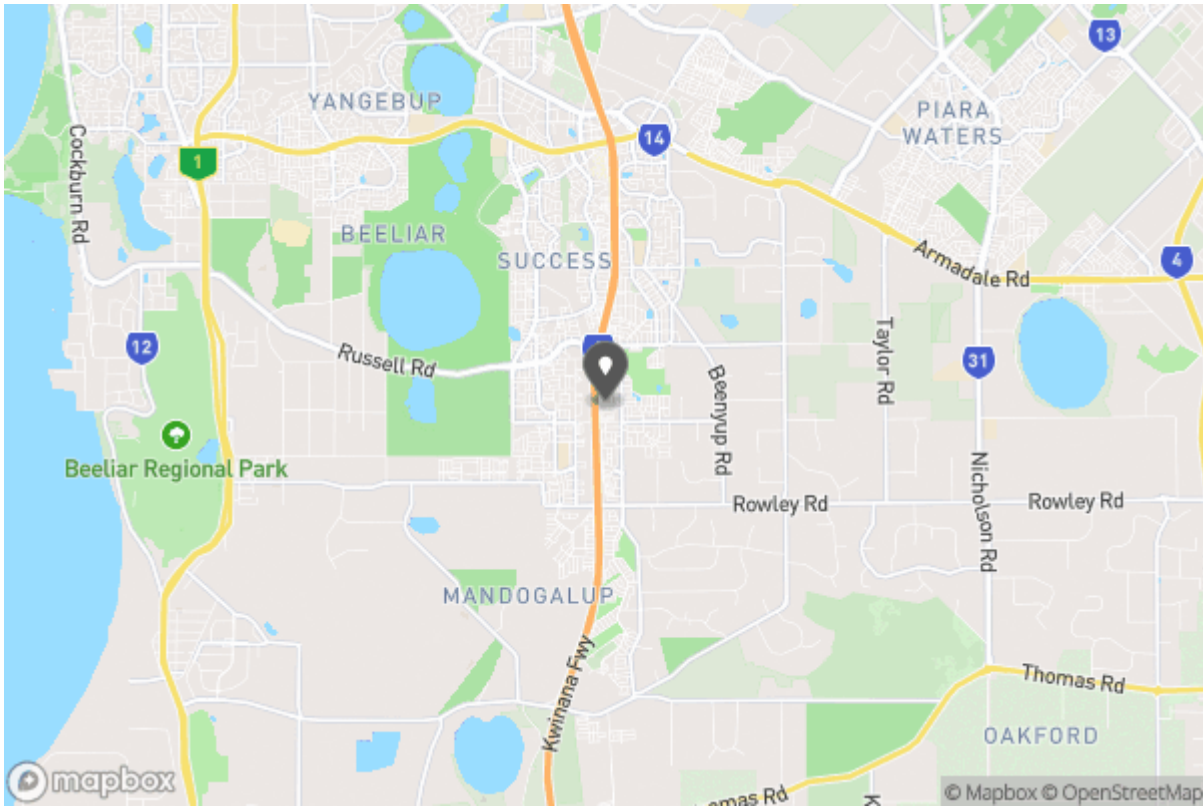 13
YANGEBUP
PIARA
WATERS
14
1
Cockburn Rd
BEELIAR
SUCCESS
Armadale Rd
4
12
Russell Rd
Taylor Rd
31
Beenyup Rd
Beeliar Regional Park
Nicholson Rd
Rowley Rd
Rowley Rd
MANDOGALUP
Kwinana Fwy
Thomas Rd
OAKFORD
mapbox
omas Rd
K
© Mapbox © OpenStreetMap